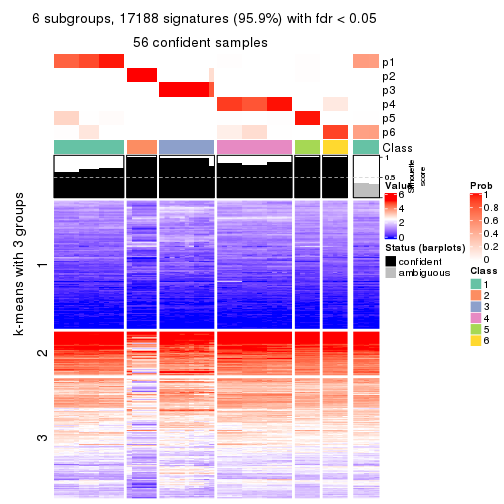 6 subgroups, 17188 signatures (95.9%) with fdr < 0.05
56 confident samples
p1
p2
p3
p4
p5
p6
Class
1
0.5
0
Silhouette
score
k-means with 3 groups
1
2
3
Value
6
4
2
0
Status (barplots)
confident
ambiguous
Prob
1
0.8
0.6
0.4
0.2
0
Class
1
2
3
4
5
6